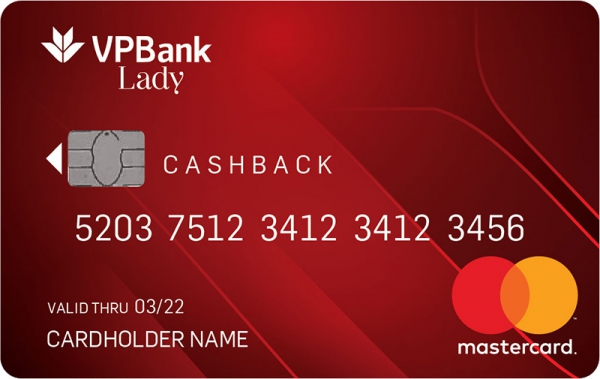 VPBank
Lady
CASHBACK
5203 7512 3412 3412 3456
VALID THRU 03/22
CARDHOLDER NAME
mastercard.